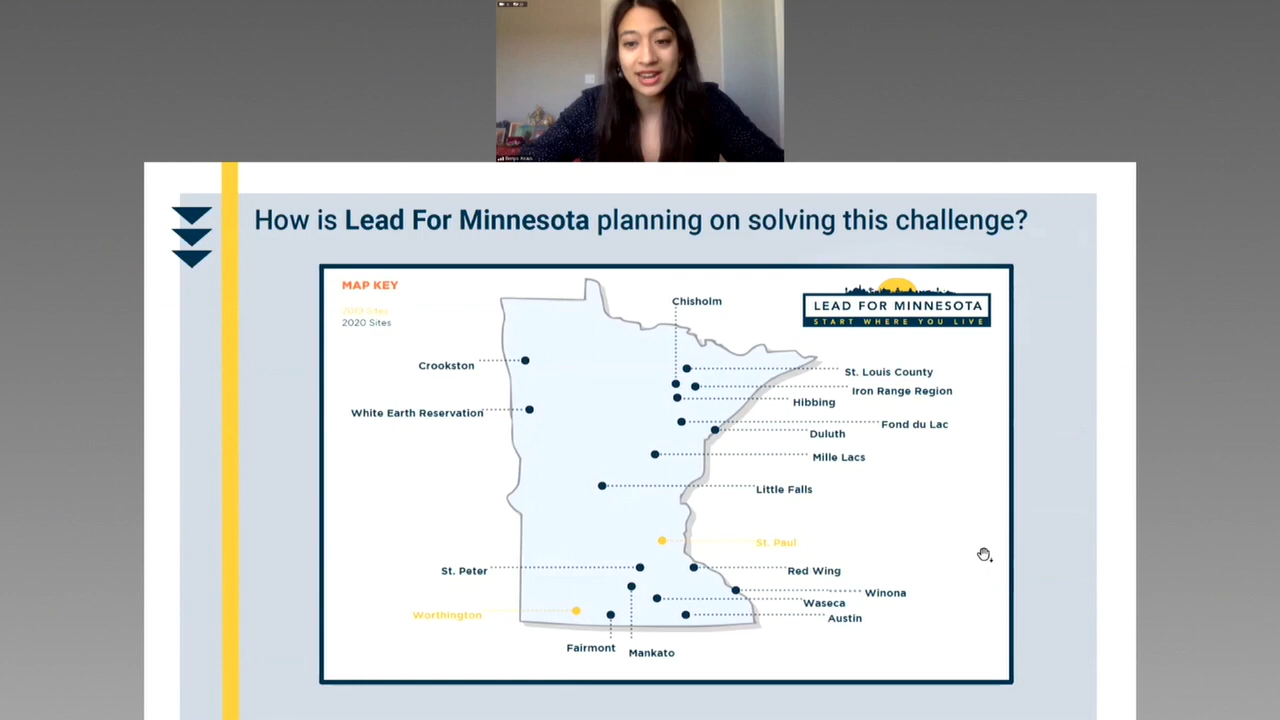 How is Lead For Minnesota planning on solving this challenge?
MAP KEY
2019 Sites
2020 Sites
LEAD FOR MINNESOTA
START WHERE YOU LIVE
Chisholm
Crookston
St. Louis County
Iron Range Region
Hibbing
White Earth Reservation
Fond du Lac
Duluth
Mille Lacs
Little Falls
St. Paul
St. Peter
Red Wing
Winona
Waseca
Worthington
Austin
Fairmont
Mankato